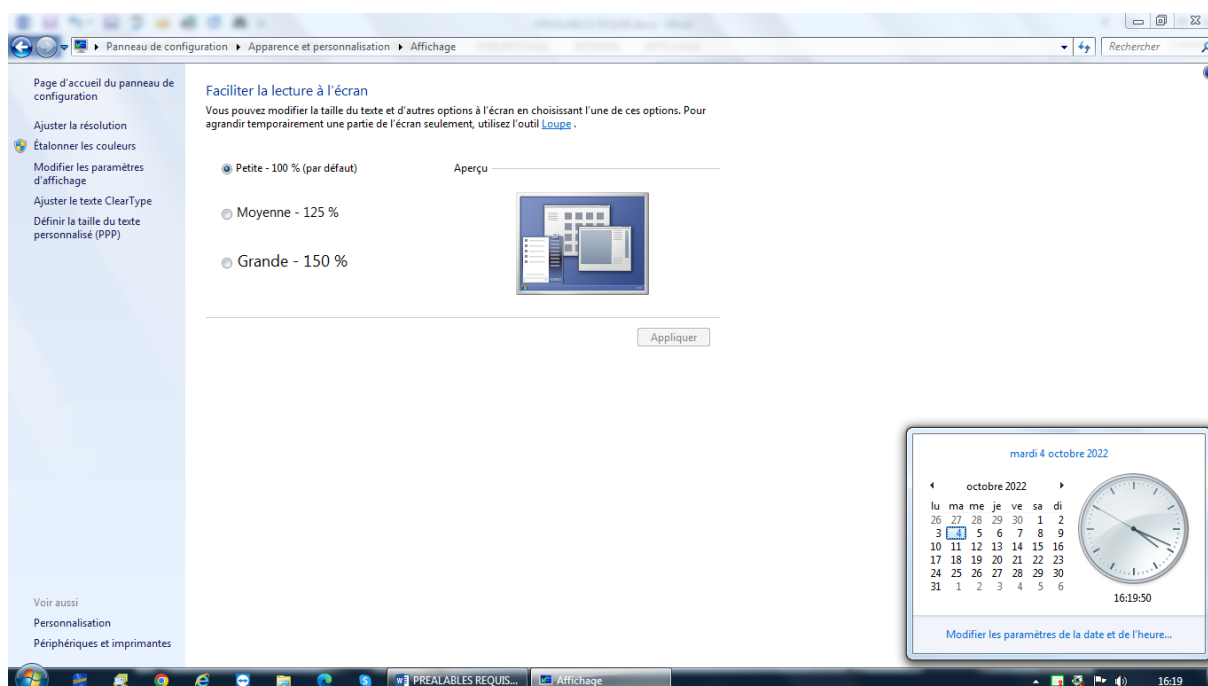 Panneau de configuration ▸ Apparence et personnalisation ▸ Affichage
Rechercher
Page d'accueil du panneau de
configuration
Ajuster la résolution
Étalonner les couleurs
Modifier les paramètres
d'affichage
Ajuster le texte ClearType
Définir la taille du texte
personnalisé (PPP)
Voir aussi
Personnalisation
Périphériques et imprimantes
Faciliter la lecture à l'écran
Vous pouvez modifier la taille du texte et d'autres options à l'écran en choisissant l'une de ces options. Pour
agrandir temporairement une partie de l'écran seulement, utilisez l'outil Loupe .
Petite - 100 % (par défaut)
Aperçu
Moyenne - 125 %
Grande - 150 %
Appliquer
mardi 4 octobre 2022
octobre 2022
lu ma me je ve sa di
26 27 28 29 30 1 2
3 4 5 6 7 8 9
10 11 12 13 14 15 16
17 18 19 20 21 22 23
24 25 26 27 28 29 30
31 1 2 3 4 5 6
16:19:50
Modifier les paramètres de la date et de l'heure...
PREALABLES REQUIS...
Affichage
16:19